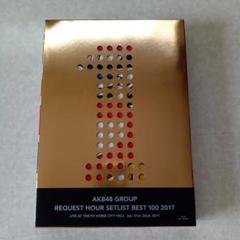 AKB48 GROUP
REQUEST HOUR SETLIST BEST 100 2017
LIVE AT TOKYO DOME CITY HALL